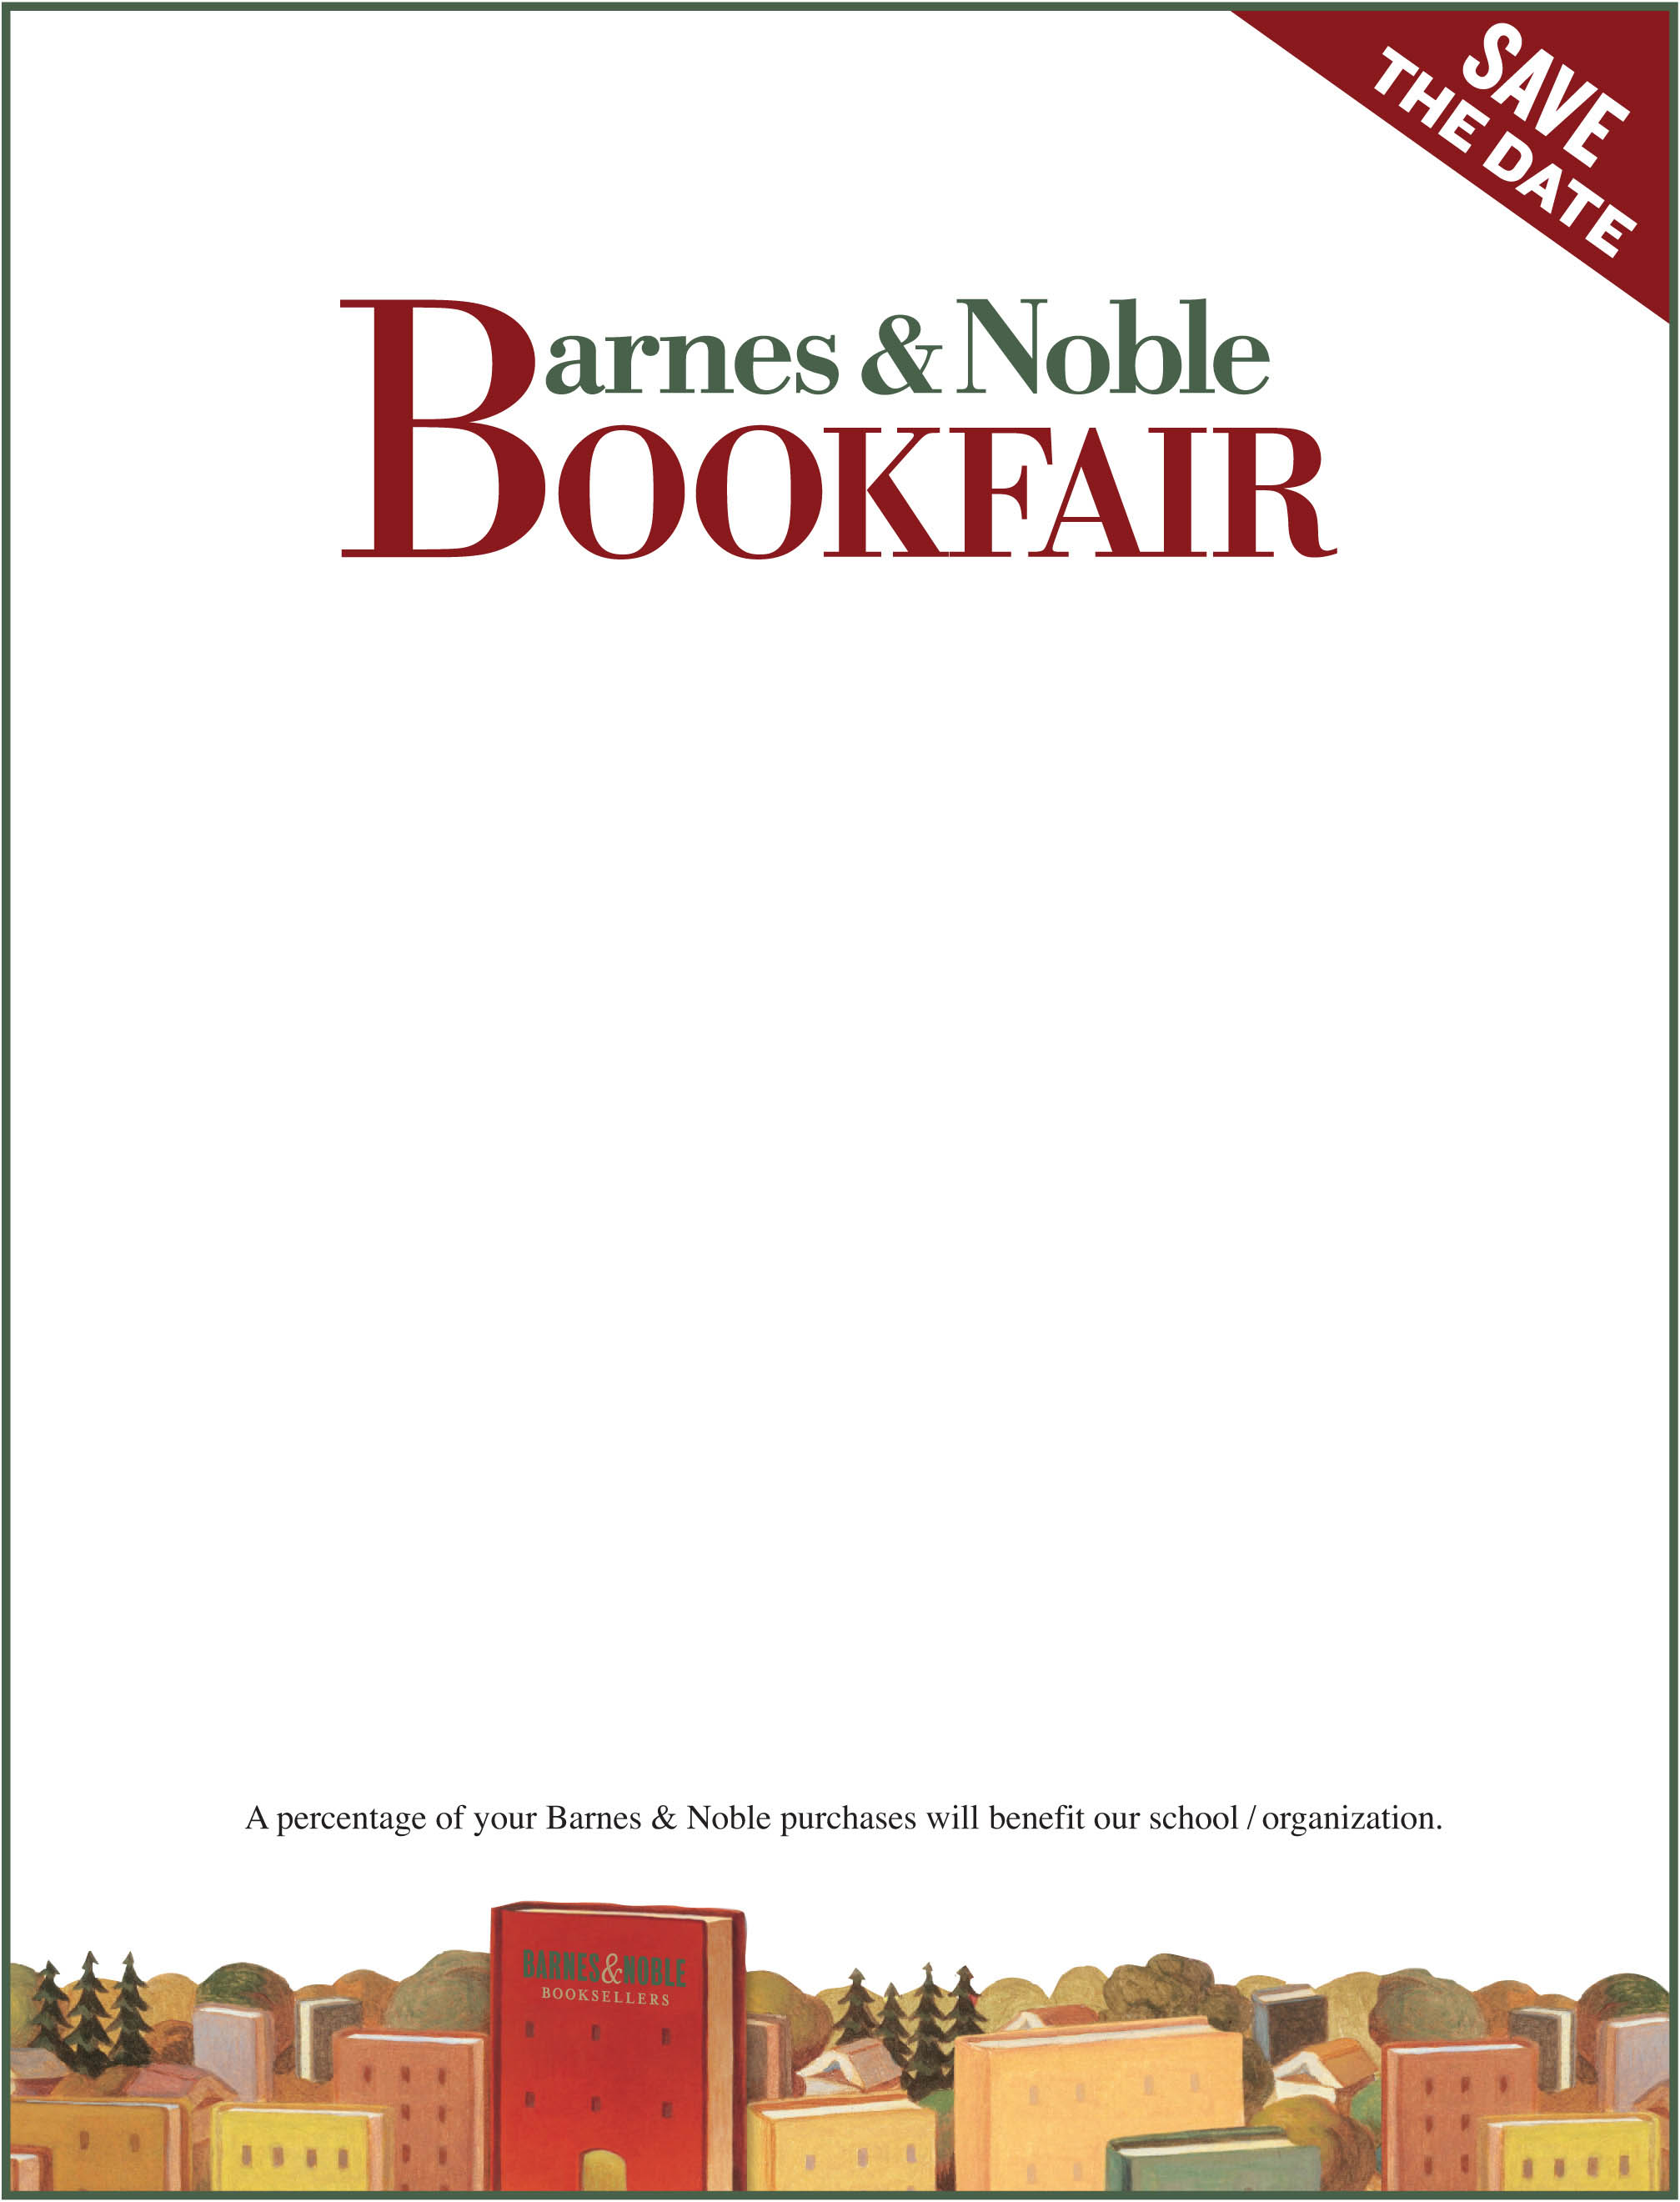 SAVE
THE DATE
Barnes & Noble
BOOKFAIR
A percentage of your Barnes & Noble purchases will benefit our school / organization.
BARNES & NOBLE
BOOKSELLERS